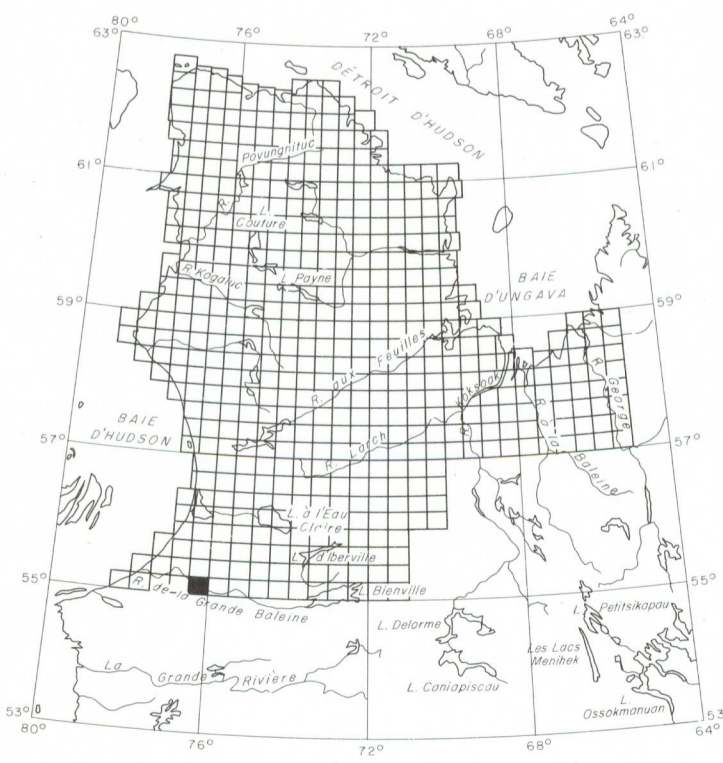 80°
76°
72°
68°
64°
63°
63°
DÉTROIT D'HUDSON
Povungnituc
61°
61°
R.
L.
Couture
R. Kogaluc
L. Payne
BAIE
D'UNGAVA
59°
59°
R. aux Feuilles
Koksoak
R.
R. George
R. à la Baleine
BAIE
D'HUDSON
57°
57°
R. Larch
L. à l'Eau
Claire
L. d'Iberville
55°
55°
R. de-la Grande Baleine
L. Bienville
L. Delorme
L. Petitsikapau
Les Lacs
Menihek
La Grande Rivière
L. Caniapiscau
L.
Ossokmanuan
53°
53
80°
76°
72°
68°
64°